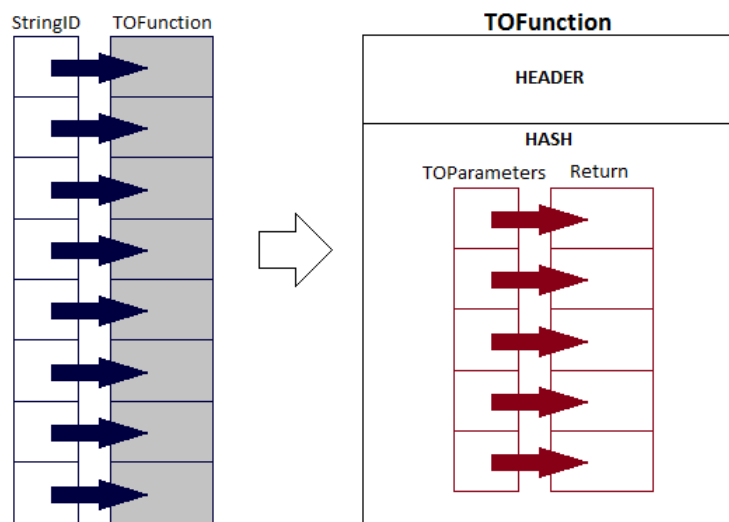 StringID TOFunction
TOFunction
HEADER
HASH
TOParameters Return